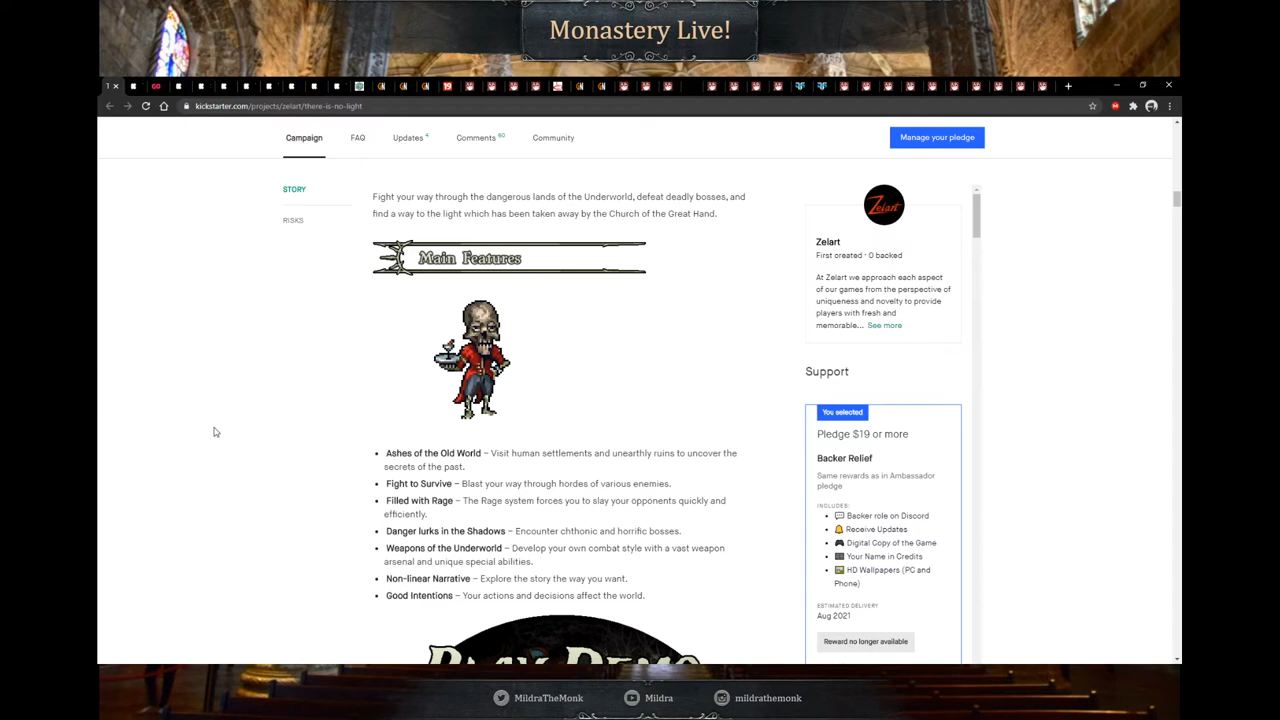 Monastery Live!
kickstarter.com/projects/zelart/there-is-no-light
Campaign
FAQ
Updates 4
Comments 60
Community
Manage your pledge
STORY
RISKS
Fight your way through the dangerous lands of the Underworld, defeat deadly bosses, and
find a way to the light which has been taken away by the Church of the Great Hand.
Main Features
Ashes of the Old World – Visit human settlements and unearthly ruins to uncover the
secrets of the past.
Fight to Survive – Blast your way through hordes of various enemies.
Filled with Rage – The Rage system forces you to slay your opponents quickly and
efficiently.
Danger lurks in the Shadows – Encounter chthonic and horrific bosses.
Weapons of the Underworld – Develop your own combat style with a vast weapon
arsenal and unique special abilities.
Non-linear Narrative – Explore the story the way you want.
Good Intentions – Your actions and decisions affect the world.
PLAY DEMO
Zelart
Zelart
First created · 0 backed
At Zelart we approach each aspect
of our games from the perspective of
uniqueness and novelty to provide
players with fresh and
memorable... See more
Support
You selected
Pledge $19 or more
Backer Relief
Same rewards as in Ambassador
pledge
INCLUDES:
Backer role on Discord
Receive Updates
Digital Copy of the Game
Your Name in Credits
HD Wallpapers (PC and
Phone)
ESTIMATED DELIVERY
Aug 2021
Reward no longer available
MildraTheMonk
Mildra
mildrathemonk